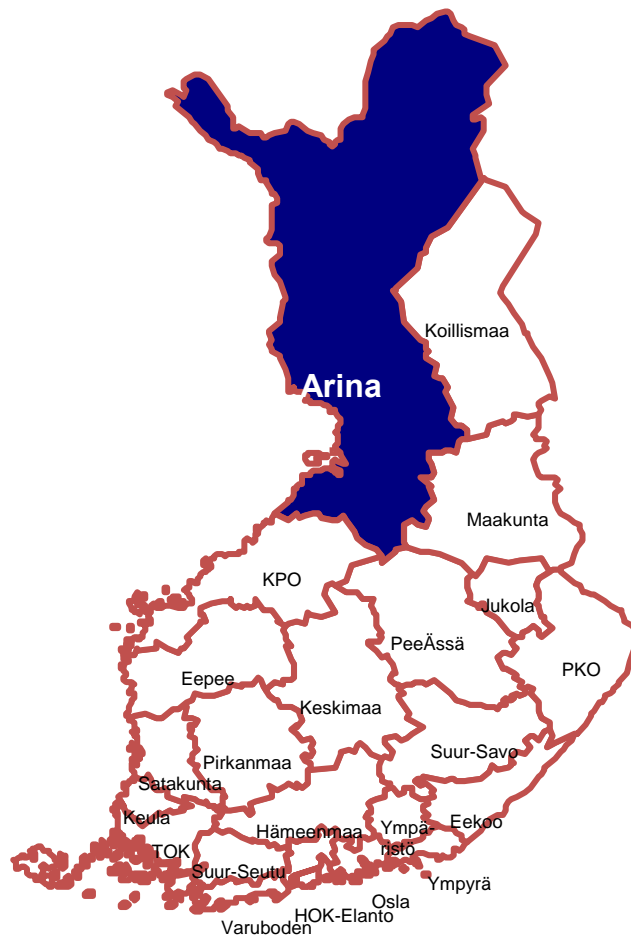 Koillismaa
Arina
Maakunta
KPO
Jukola
PeeÄssä
PKO
Eepee
Keskimaa
Suur-Savo
Pirkanmaa
Satakunta
Keula
Hämeenmaa
Ympä-
ristö
Eekoo
TOK
Suur-Seutu
Ympyrä
Osla
HOK-Elanto
Varuboden